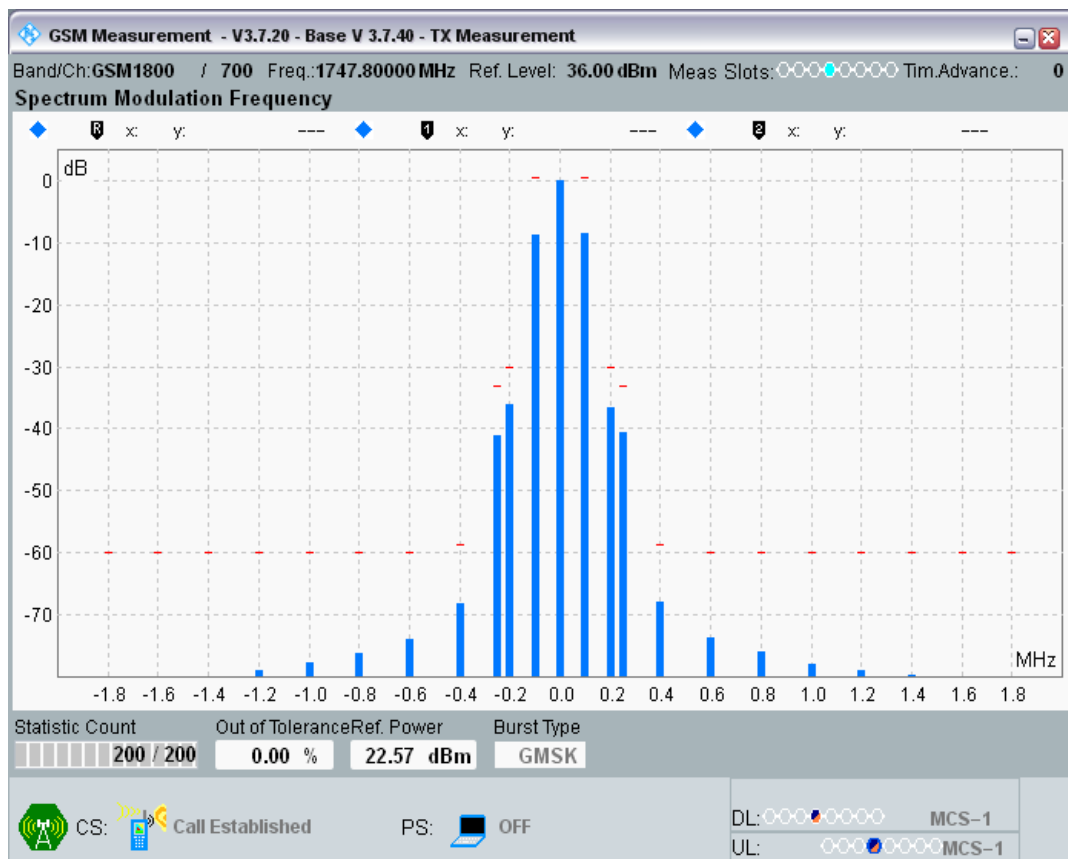 GSM Measurement - V3.7.20 - Base V 3.7.40 - TX Measurement
Band/Ch:GSM1800 / 700 Freq.:1747.80000 MHz Ref. Level: 36.00 dBm Meas Slots: Tim.Advance.: 0
Spectrum Modulation Frequency
R x: y: --- 1 x: y: --- 2 x: y: ---
dB
0
-10
-20
-30
-40
-50
-60
-70
MHz
-1.8 -1.6 -1.4 -1.2 -1.0 -0.8 -0.6 -0.4 -0.2 0.0 0.2 0.4 0.6 0.8 1.0 1.2 1.4 1.6 1.8
Statistic Count Out of Tolerance Ref. Power Burst Type
200 / 200 0.00 % 22.57 dBm GMSK
CS: Call Established PS: OFF
DL: MCS-1
UL: MCS-1